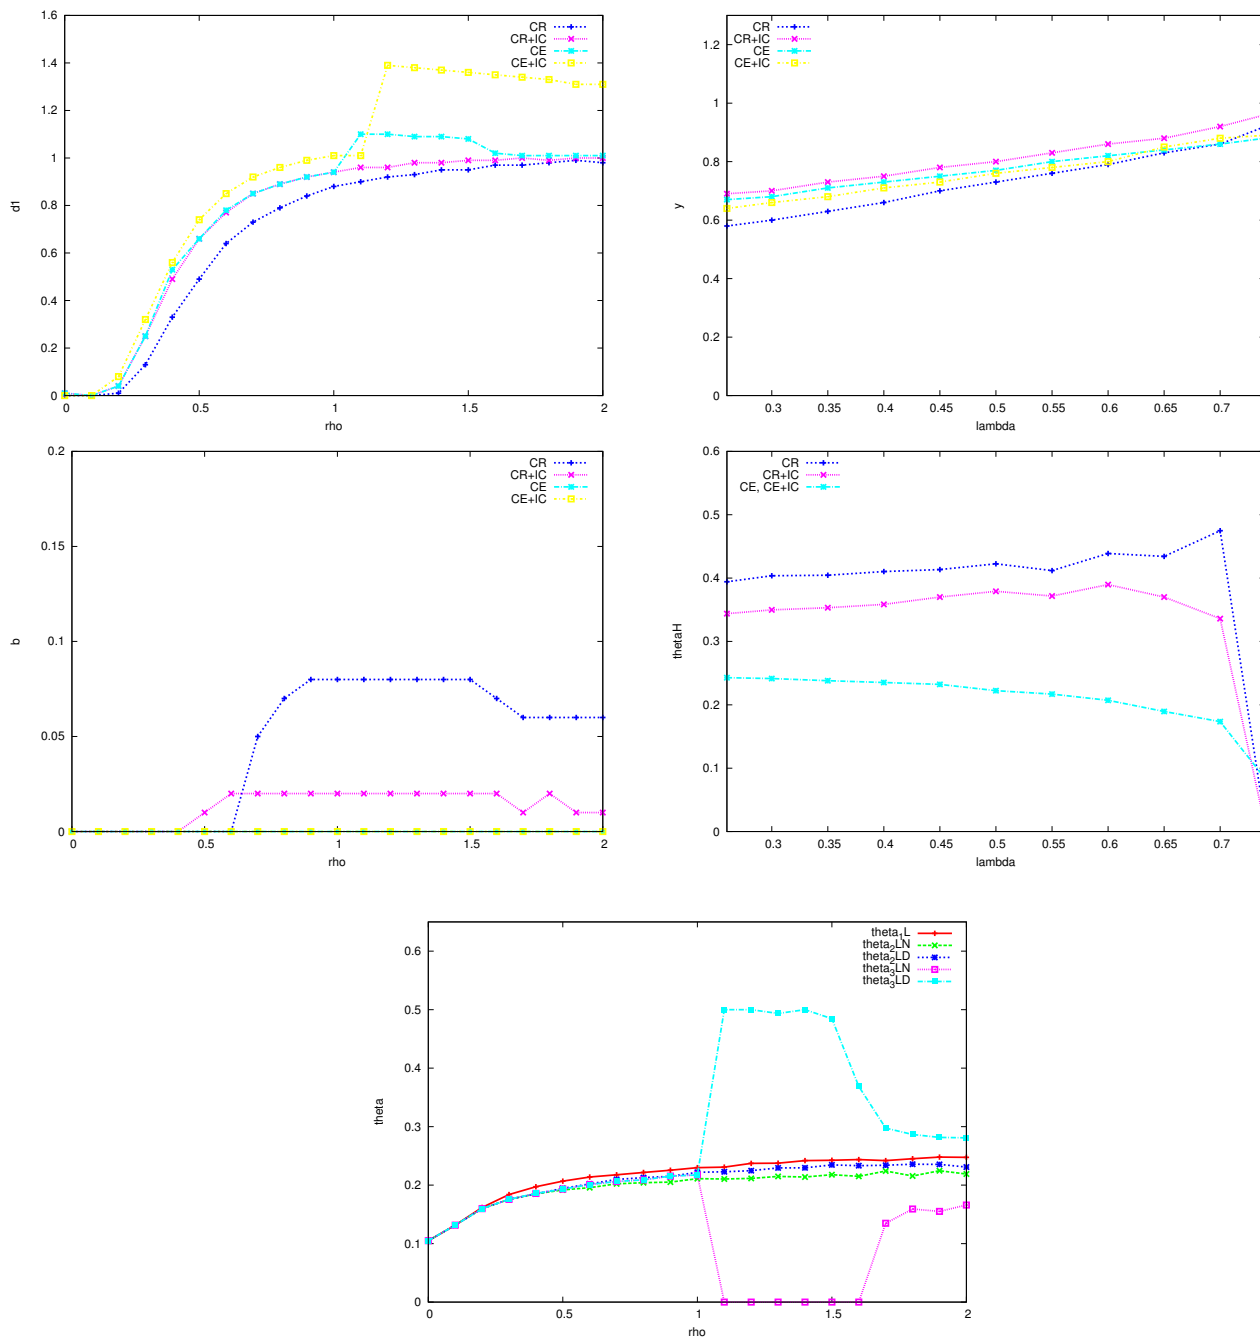 1.6
1.4
1.2
1
0.8
0.6
0.4
0.2
0
d1
CR
CR+IC
CE
CE+IC
0 0.5 1 1.5 2
rho
1.2
1
0.8
0.6
0.4
0.2
0
y
CR
CR+IC
CE
CE+IC
0.3 0.35 0.4 0.45 0.5 0.55 0.6 0.65 0.7
lambda
0.2
0.15
0.1
0.05
0
b
CR
CR+IC
CE
CE+IC
0 0.5 1 1.5 2
rho
0.6
0.5
0.4
0.3
0.2
0.1
0
thetaH
CR
CR+IC
CE, CE+IC
0.3 0.35 0.4 0.45 0.5 0.55 0.6 0.65 0.7
lambda
0.6
0.5
0.4
0.3
0.2
0.1
0
theta
theta₁L
theta₂LN
theta₂LD
theta₃LN
theta₃LD
0 0.5 1 1.5 2
rho